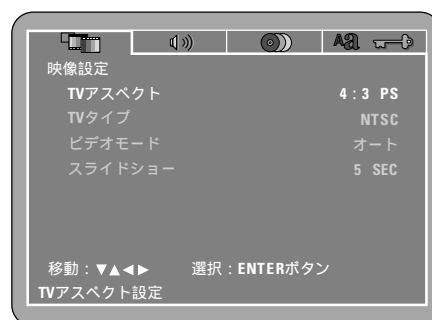 Aあ
映像設定
TVアスペクト 4:3 PS
TVタイプ NTSC
ビデオモード オート
スライドショー 5 SEC
移動:▼▲◀▶ 選択:ENTERボタン
TVアスペクト設定